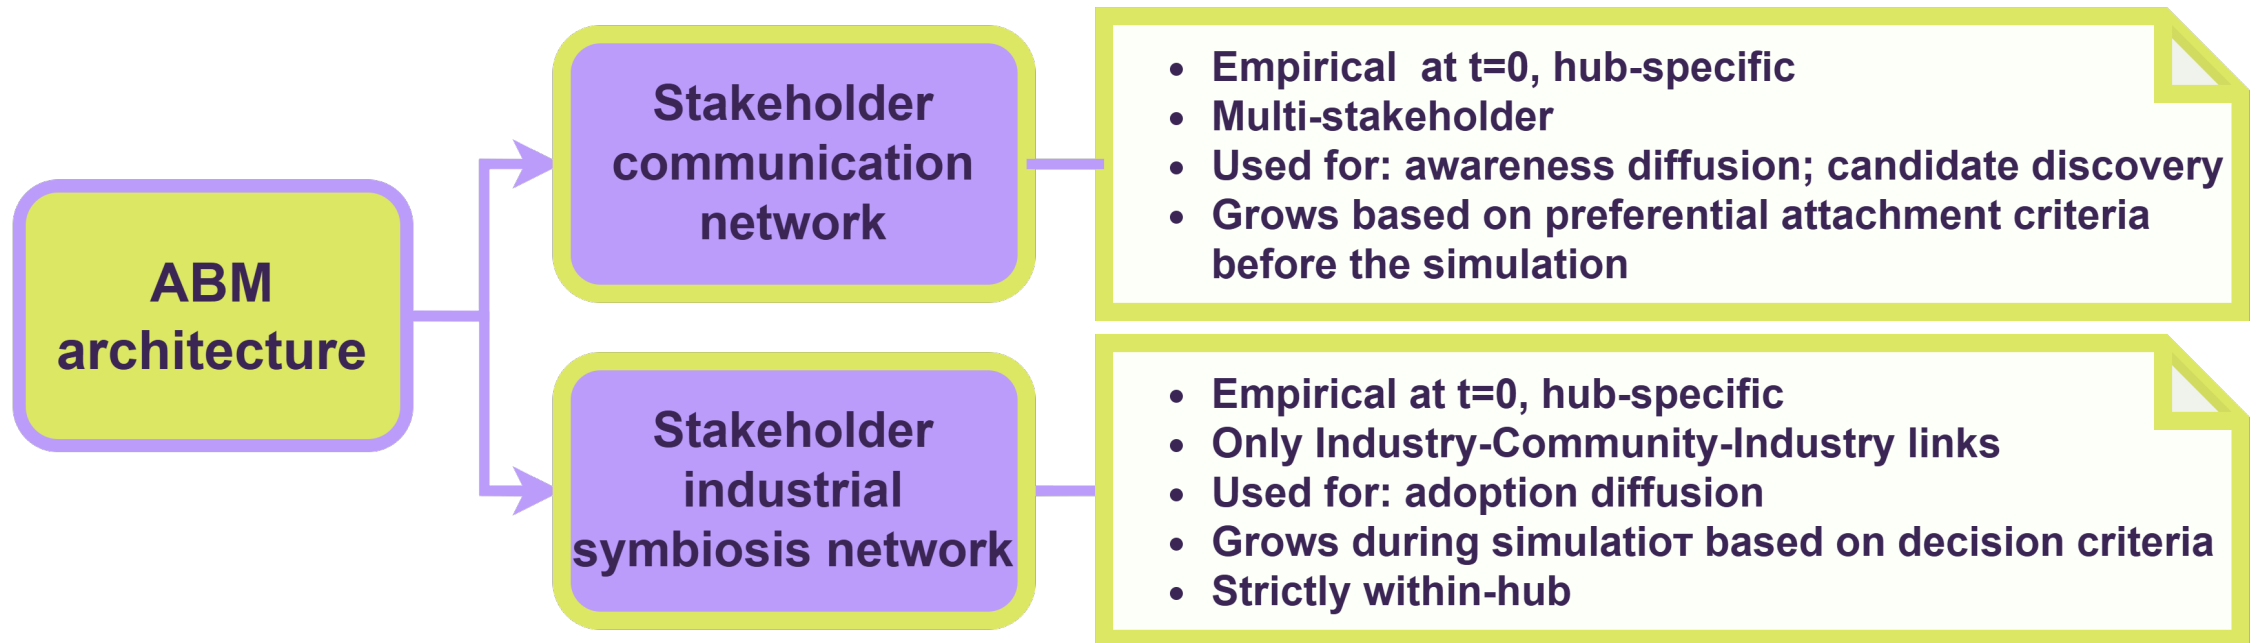 ABM
architecture
Stakeholder
communication
network
• Empirical  at t=0, hub-specific
• Multi-stakeholder
• Used for: awareness diffusion; candidate discovery
• Grows based on preferential attachment criteria
before the simulation
Stakeholder
industrial
symbiosis network
• Empirical at t=0, hub-specific
• Only Industry-Community-Industry links
• Used for: adoption diffusion
• Grows during simulatioт based on decision criteria
• Strictly within-hub